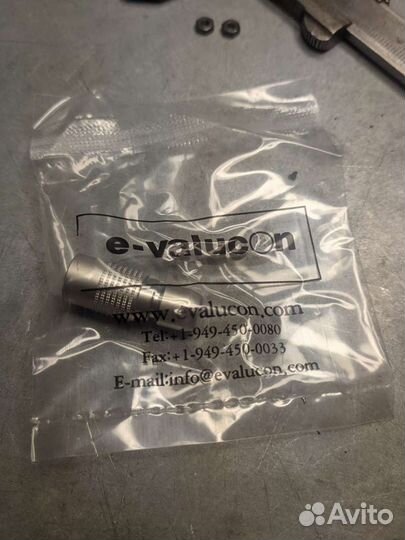 e-valucon
www.evalucon.com
Tel:+1-949-450-0080
Fax:+1-949-450-0033
E-mail:info@evalucon.com
Avito